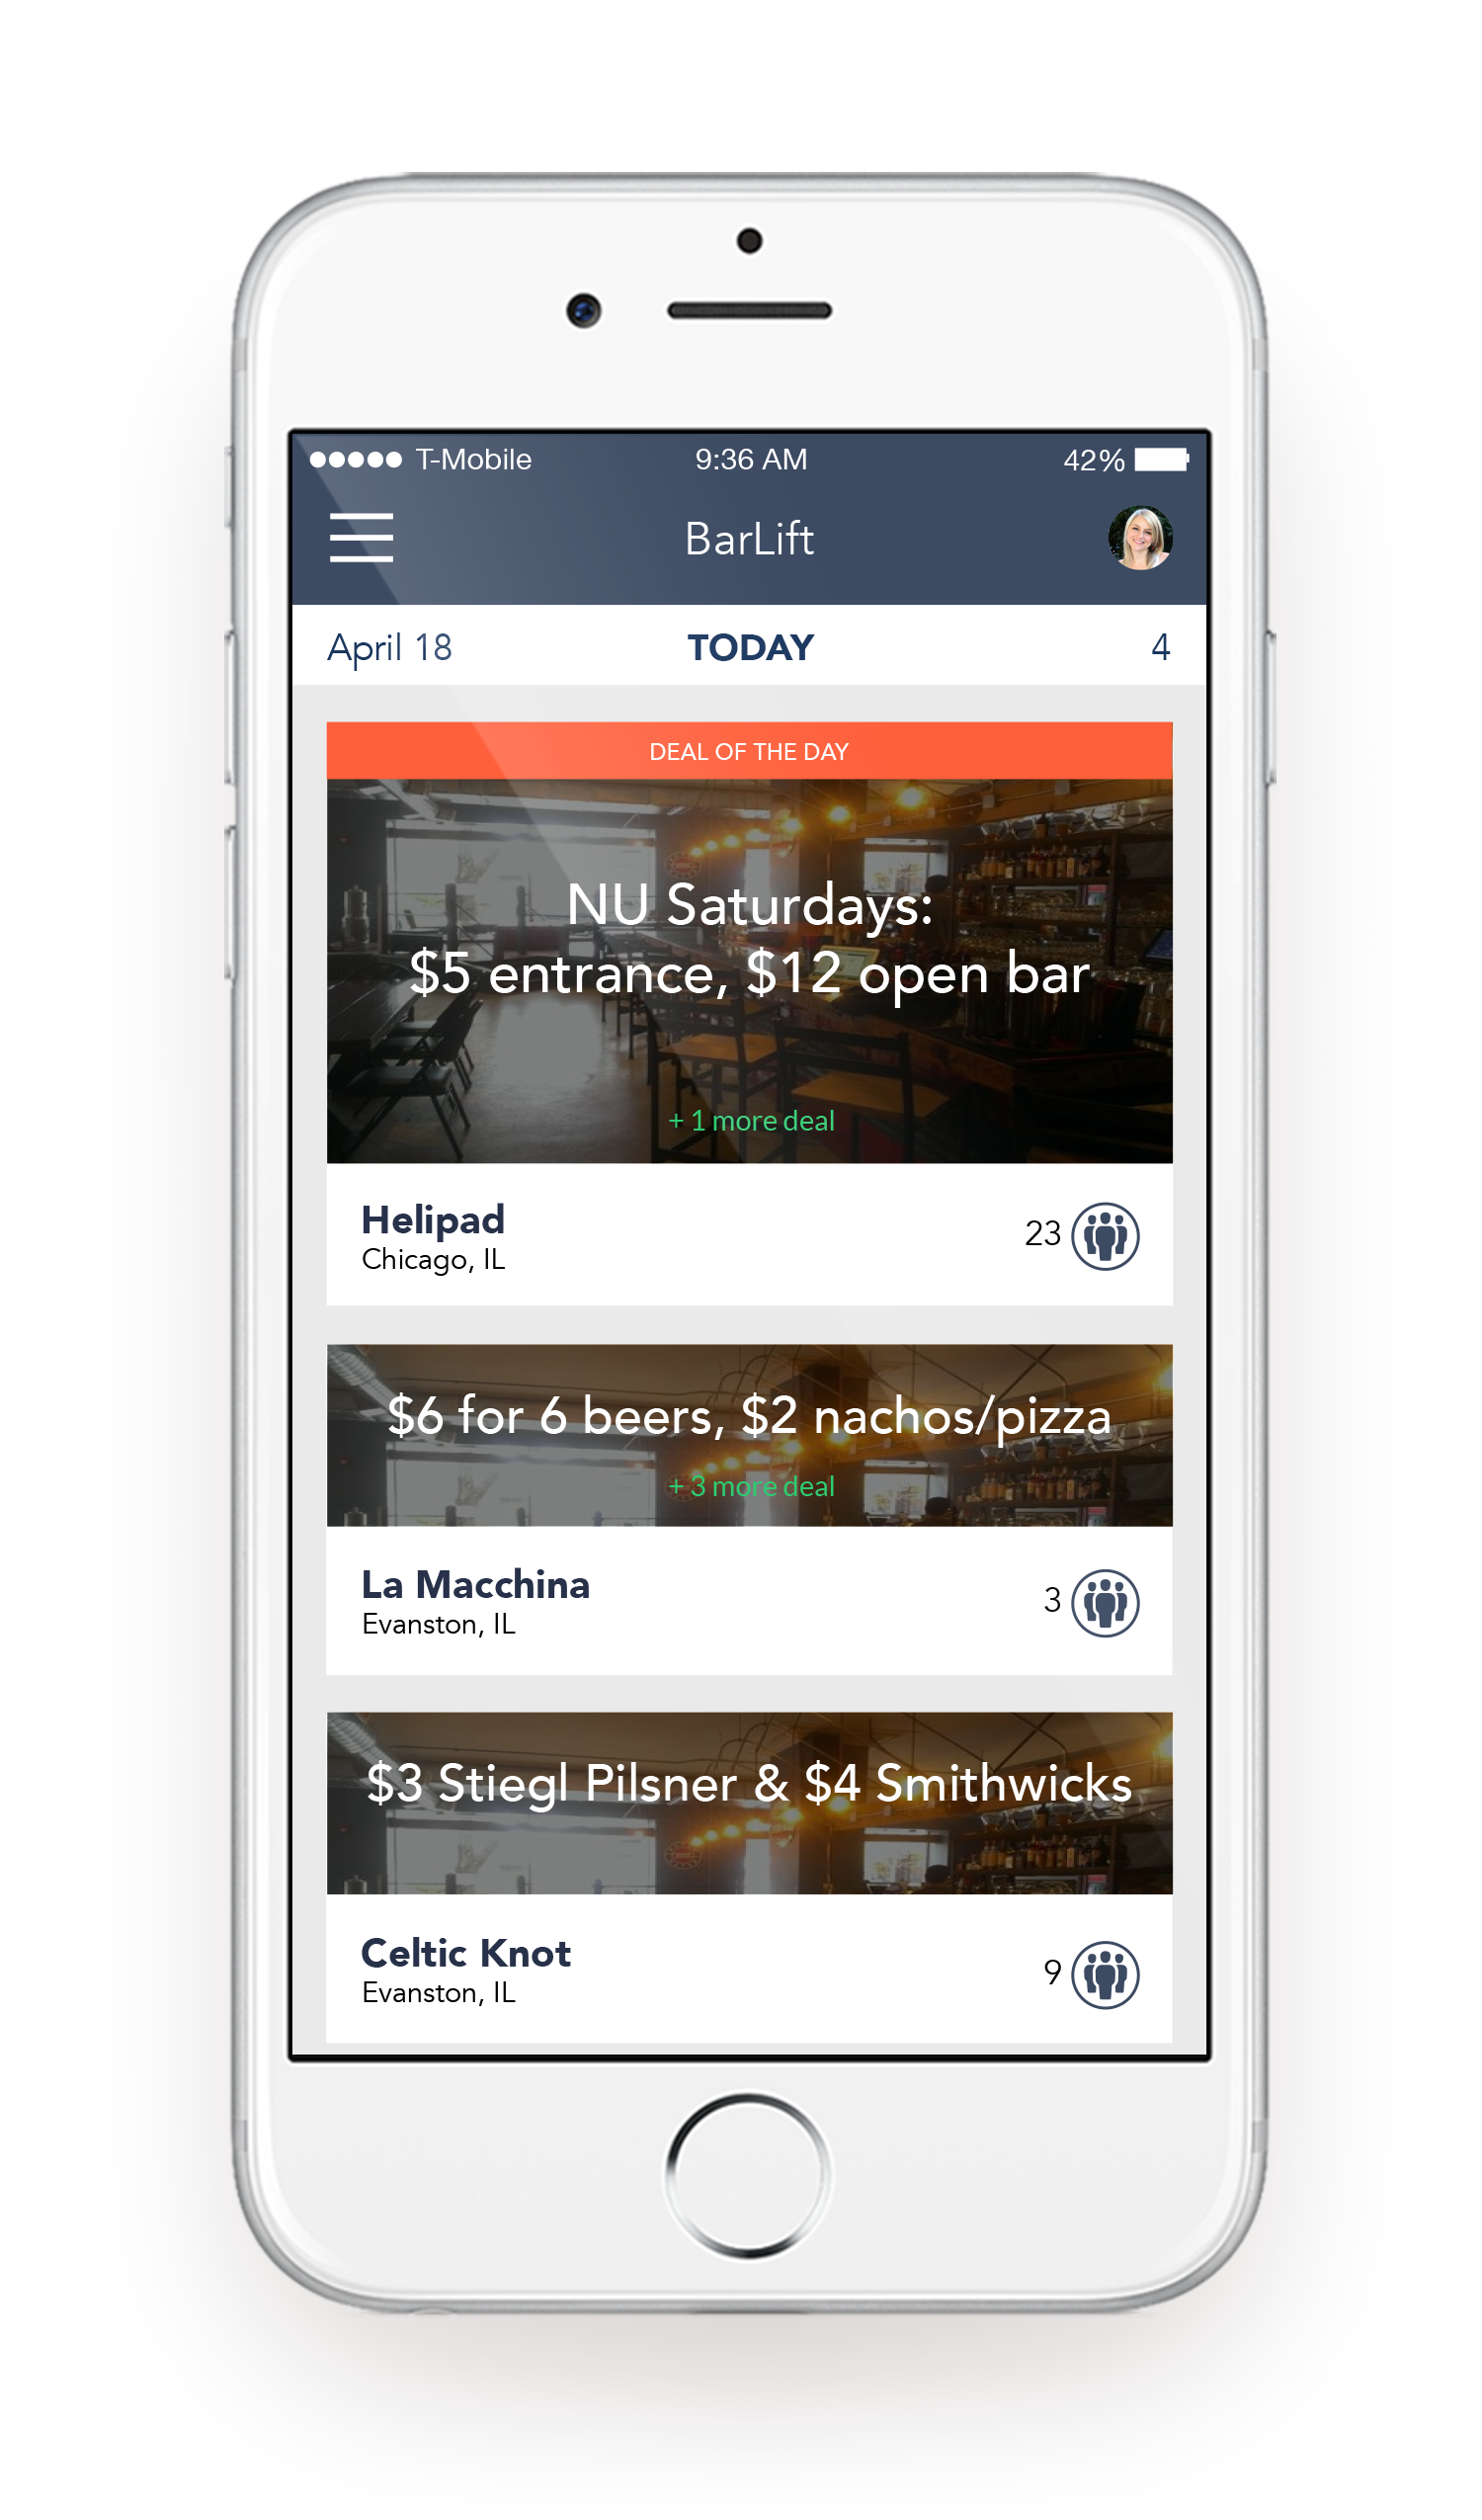 T-Mobile 9:36 AM 42%
BarLift
April 18 TODAY 4
DEAL OF THE DAY
NU Saturdays:
$5 entrance, $12 open bar
+ 1 more deal
Helipad
Chicago, IL
23
$6 for 6 beers, $2 nachos/pizza
+ 3 more deal
La Macchina
Evanston, IL
3
$3 Stiegl Pilsner & $4 Smithwicks
Celtic Knot
Evanston, IL
9